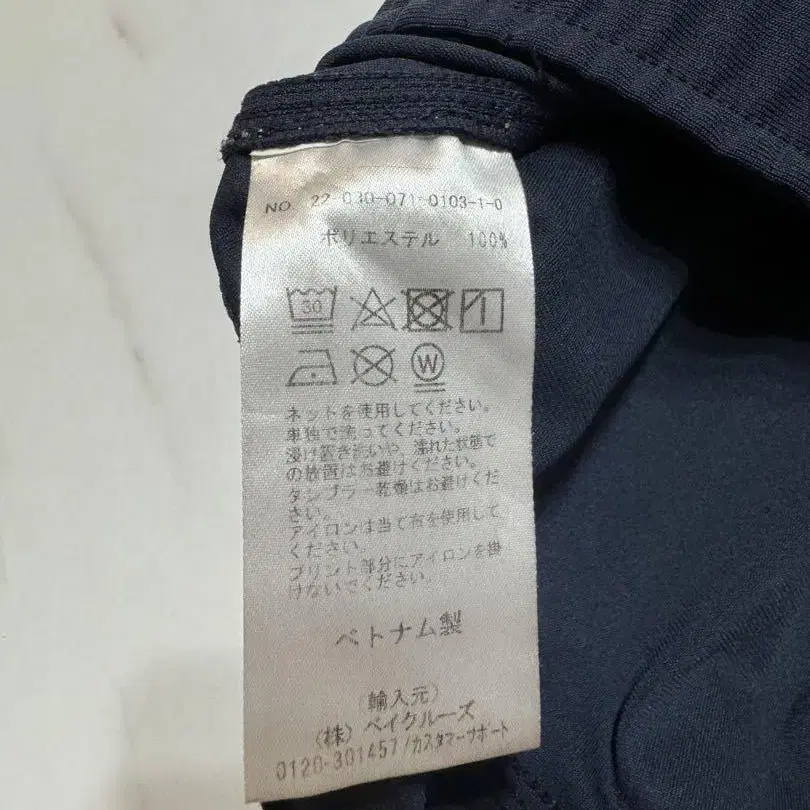 NO. 22-030-071-0103-1-0
ポリエステル 100%
30
W
ネットを使用してください。
単独で洗ってください。
浸け置き洗いや、濡れた状態で
の放置はお避けください。
タンブラー乾燥はお避けくだ
さい。
アイロンは当て布を使用して
ください。
プリント部分にアイロンを掛
けないでください。
ベトナム製
(輸入元)
(株) ベイクルーズ
0120-301457/カスタマーサポート